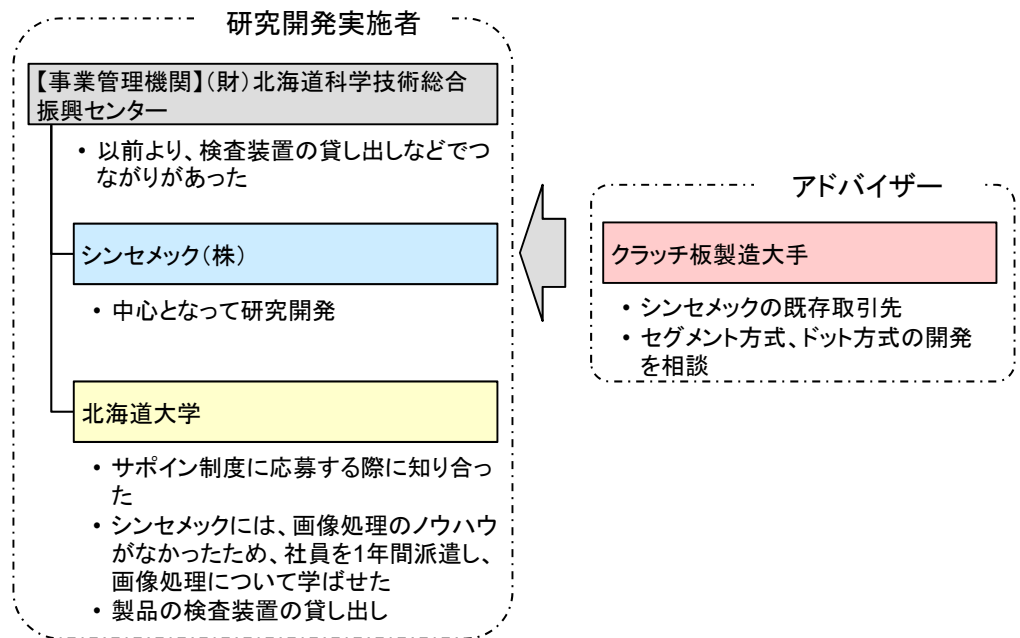 研究開発実施者
【事業管理機関】(財)北海道科学技術総合
振興センター
• 以前より、検査装置の貸し出しなどでつ
ながりがあった
シンセメック(株)
• 中心となって研究開発
北海道大学
• サポイン制度に応募する際に知り合っ
た
• シンセメックには、画像処理のノウハウ
がなかったため、社員を1年間派遣し、
画像処理について学ばせた
• 製品の検査装置の貸し出し
アドバイザー
クラッチ板製造大手
• シンセメックの既存取引先
• セグメント方式、ドット方式の開発
を相談